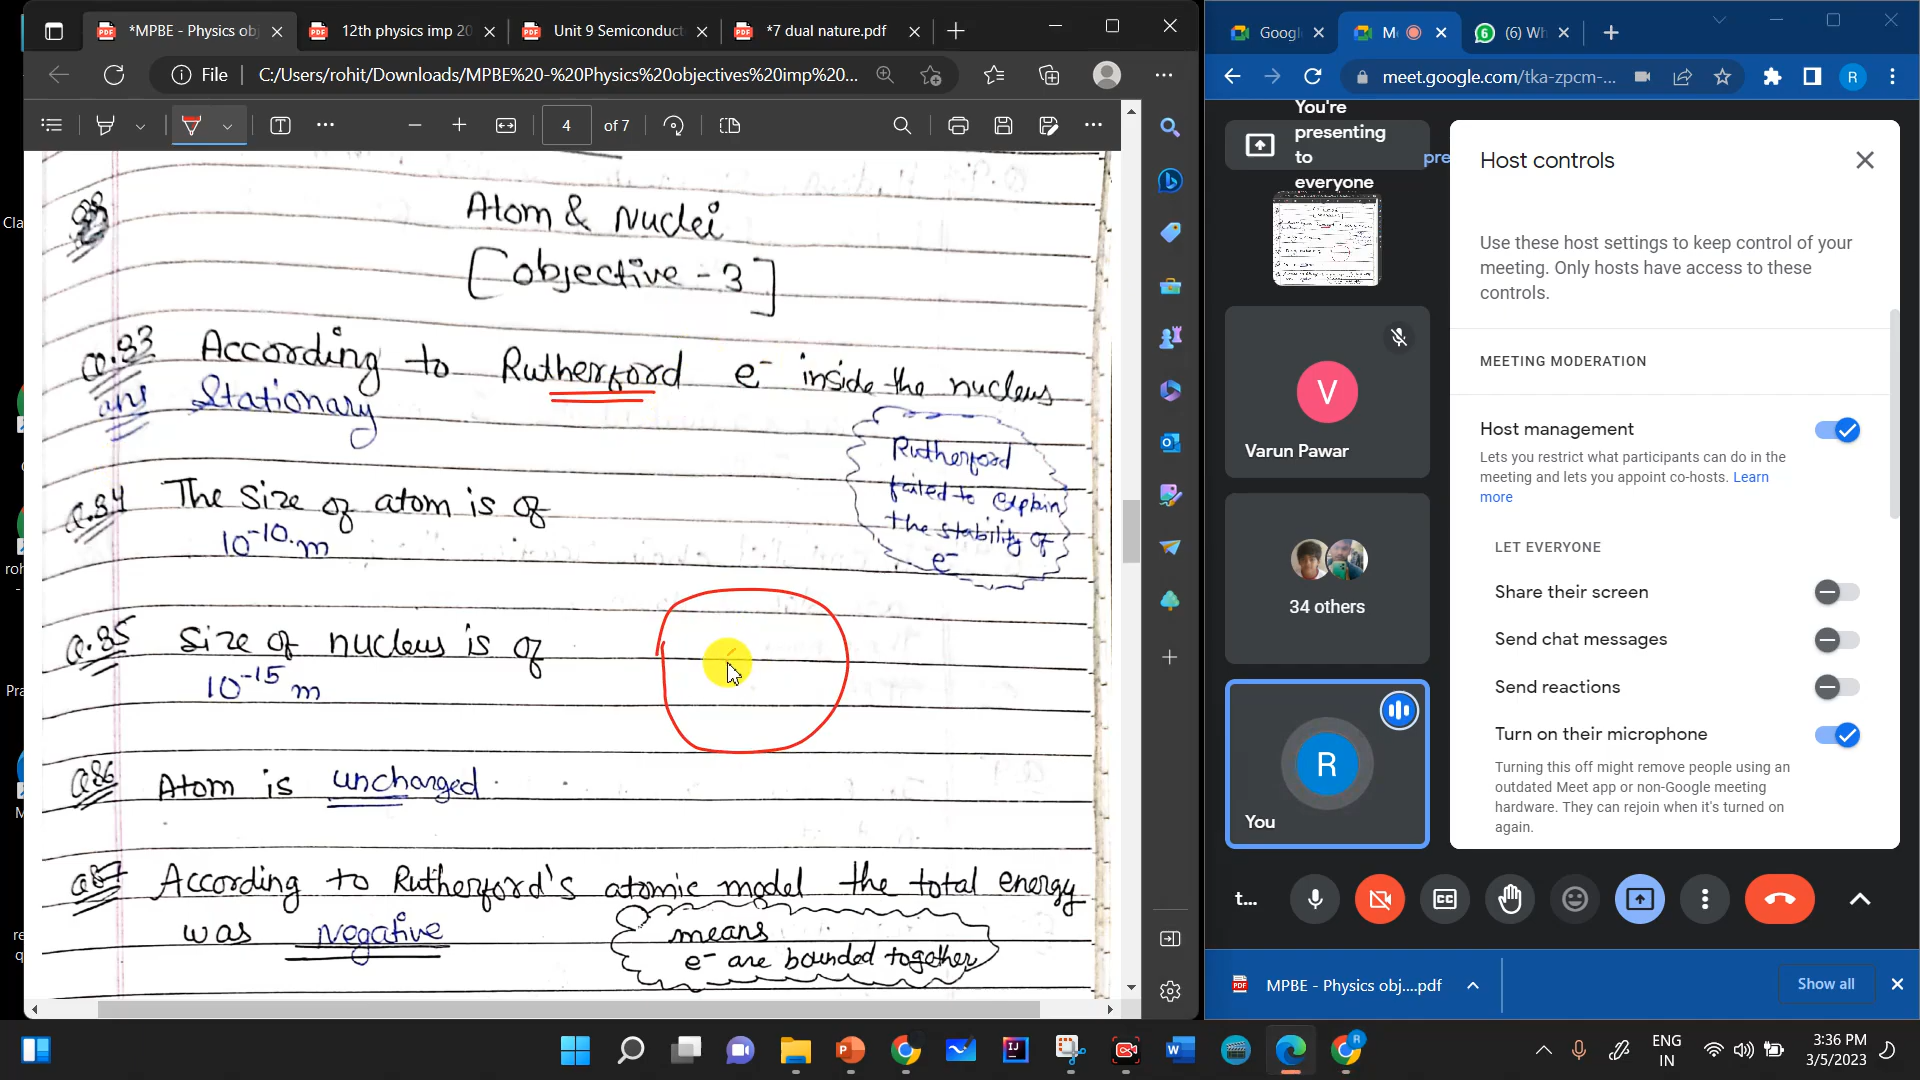 *MPBE - Physics obj
12th physics imp 20
Unit 9 Semiconduct
*7 dual nature.pdf
File
C:/Users/rohit/Downloads/MPBE%20-%20Physics%20objectives%20imp%20...
4
of 7
Atom & Nuclei
[objective - 3]
Q.83 According to Rutherford e⁻ inside the nucleus
ans Stationary
Rutherford
failed to explain
the stability of
e⁻
Q.84 The size of atom is of
10⁻¹⁰ m
Q.85 Size of nucleus is of
10⁻¹⁵ m
Q86 Atom is uncharged.
Q87 According to Rutherford's atomic model the total energy
was Negative
means
e⁻ are bounded together
Googl
M
(6) Wh
meet.google.com/tka-zpcm-...
R
You're
presenting
to
everyone
pre
V
Varun Pawar
34 others
R
You
Host controls
Use these host settings to keep control of your
meeting. Only hosts have access to these
controls.
MEETING MODERATION
Host management
Lets you restrict what participants can do in the
meeting and lets you appoint co-hosts. Learn
more
LET EVERYONE
Share their screen
Send chat messages
Send reactions
Turn on their microphone
Turning this off might remove people using an
outdated Meet app or non-Google meeting
hardware. They can rejoin when it's turned on
again.
t...
MPBE - Physics obj....pdf
Show all
ENG
IN
3:36 PM
3/5/2023